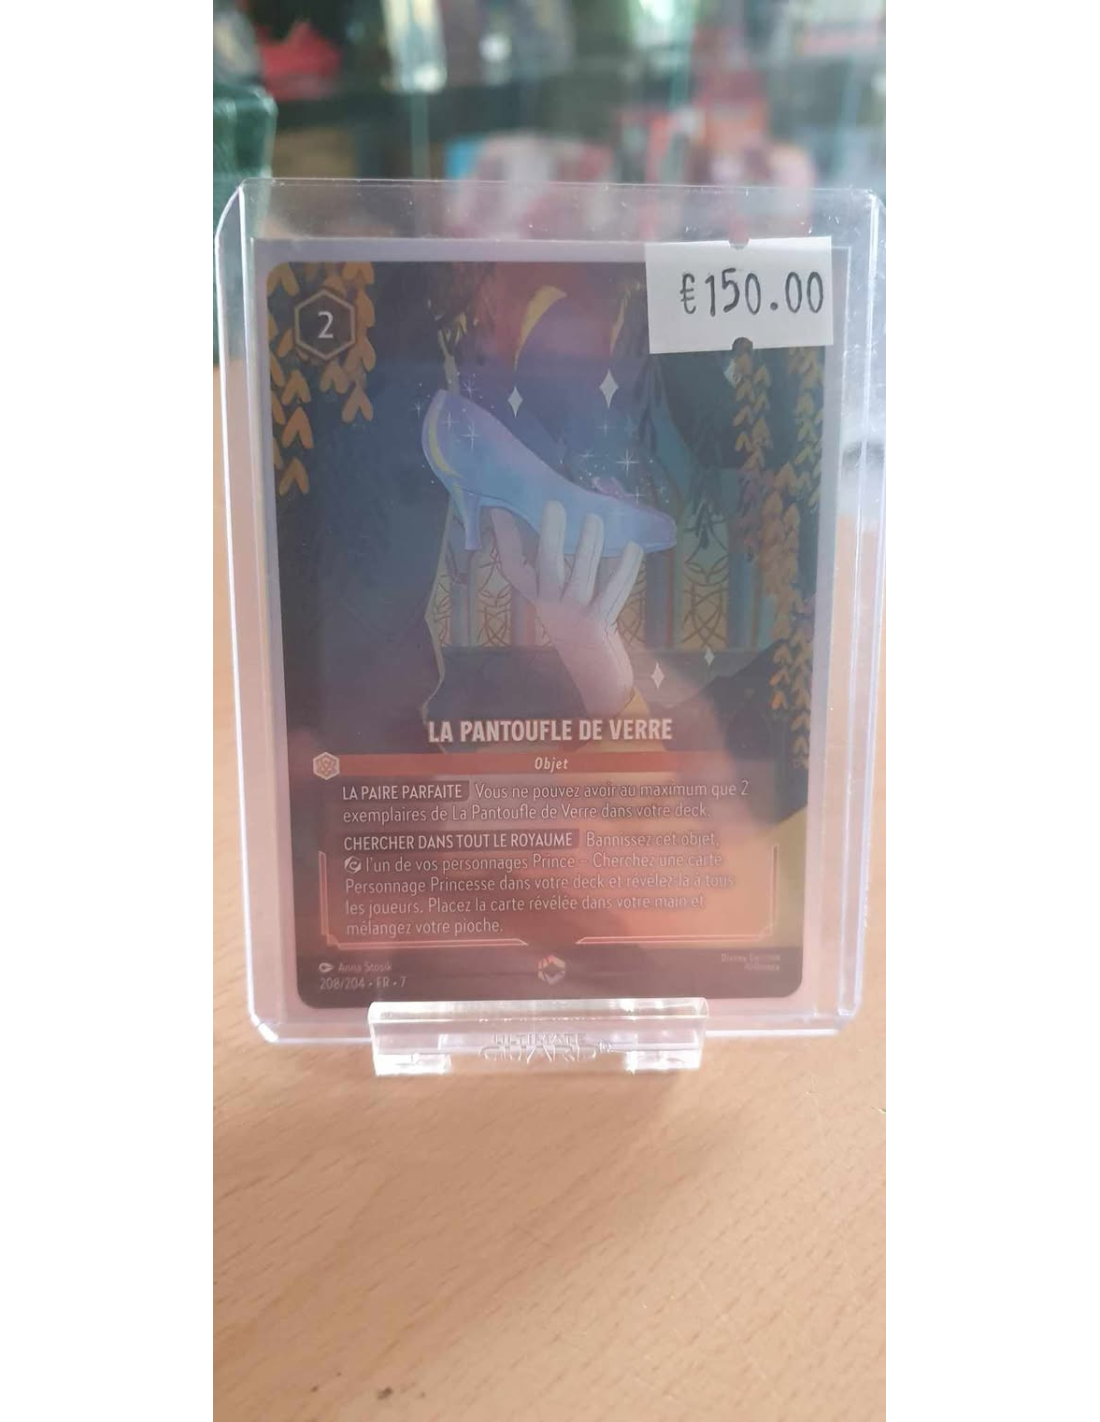 €150.00
2
LA PANTOUFLE DE VERRE
Objet
LA PAIRE PARFAITE Vous ne pouvez avoir au maximum que 2
exemplaires de La Pantoufle de Verre dans votre deck.
CHERCHER DANS TOUT LE ROYAUME Bannissez cet objet,
l'un de vos personnages Prince – Cherchez une carte
Personnage Princesse dans votre deck et révélez-la à tous
les joueurs. Placez la carte révélée dans votre main et
mélangez votre pioche.
Anna Stosik
208/204 • FR • 7
Disney
ULTIMATE
GUARD